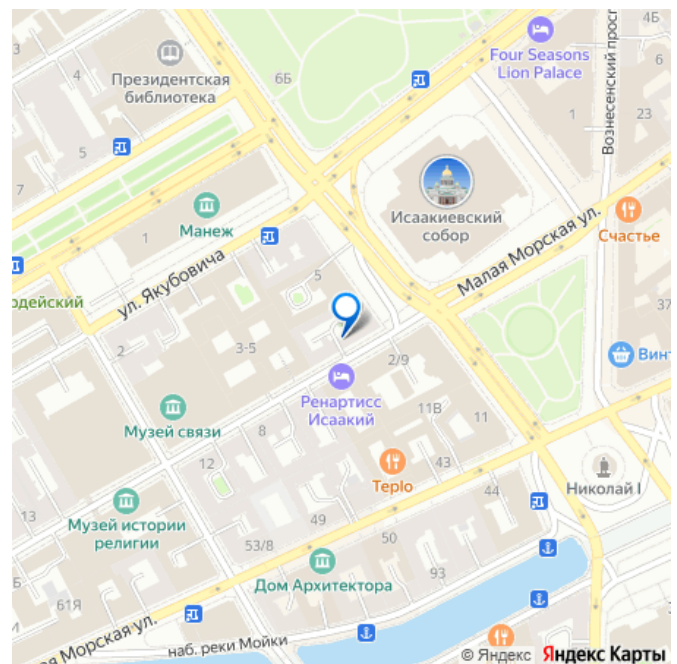 4Б
Four Seasons
Lion Palace
Вознесенский просп
6
Президентская
библиотека
6Б
1
23
5
7
Исаакиевский
собор
Счастье
Малая Морская ул.
Манеж
1
ул. Якубовича
5
рдейский
37
2
3-5
2/9
Винт
Ренартисс
Исаакий
11В
11
Музей связи
8
12
Teplo
43
44
Николай I
13
Музей истории
религии
49
50
53/8
Дом Архитектора
93
Б
61Я
ая Морская ул.
наб. реки Мойки
© Яндекс Яндекс Карты